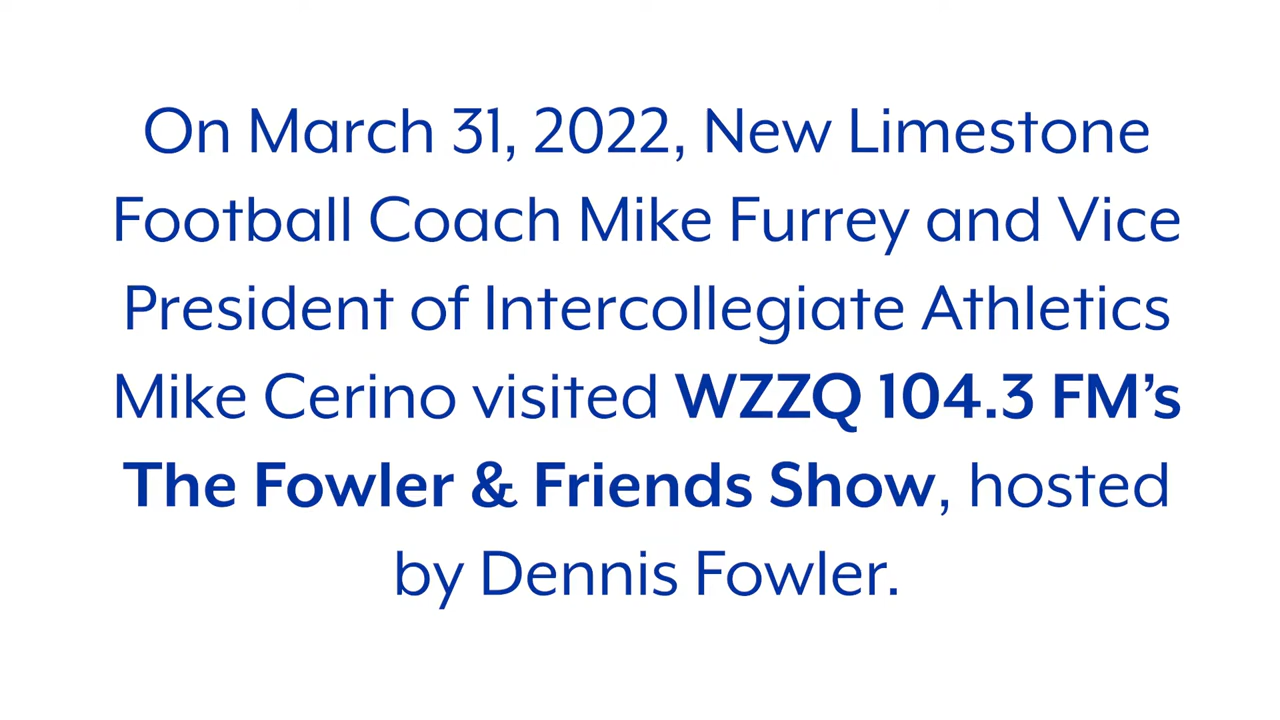 On March 31, 2022, New Limestone
Football Coach Mike Furrey and Vice
President of Intercollegiate Athletics
Mike Cerino visited WZZQ 104.3 FM’s
The Fowler & Friends Show, hosted
by Dennis Fowler.